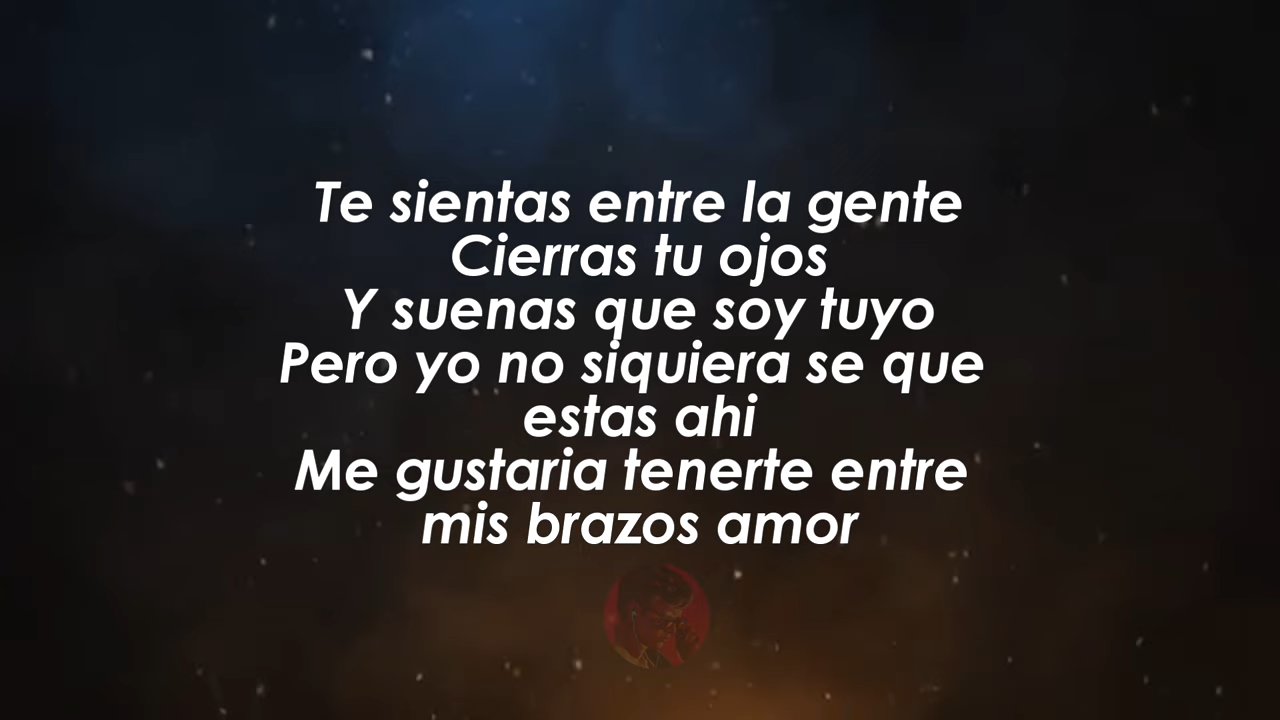 Te sientas entre la gente
Cierras tu ojos
Y suenas que soy tuyo
Pero yo no siquiera se que
estas ahi
Me gustaria tenerte entre
mis brazos amor